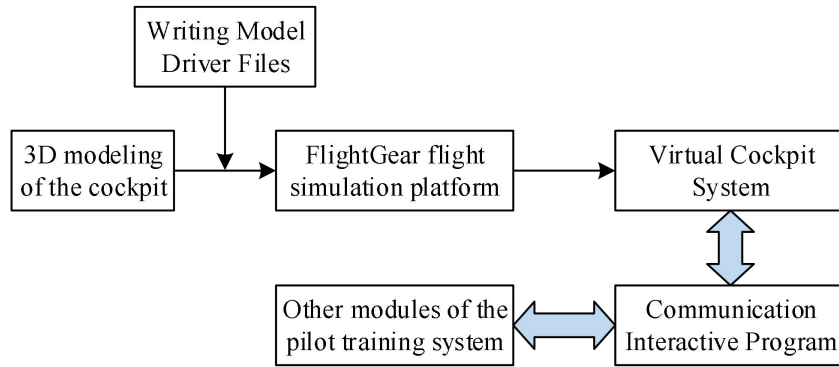 Writing Model
Driver Files
3D modeling
of the cockpit
FlightGear flight
simulation platform
Virtual Cockpit
System
Other modules of the
pilot training system
Communication
Interactive Program